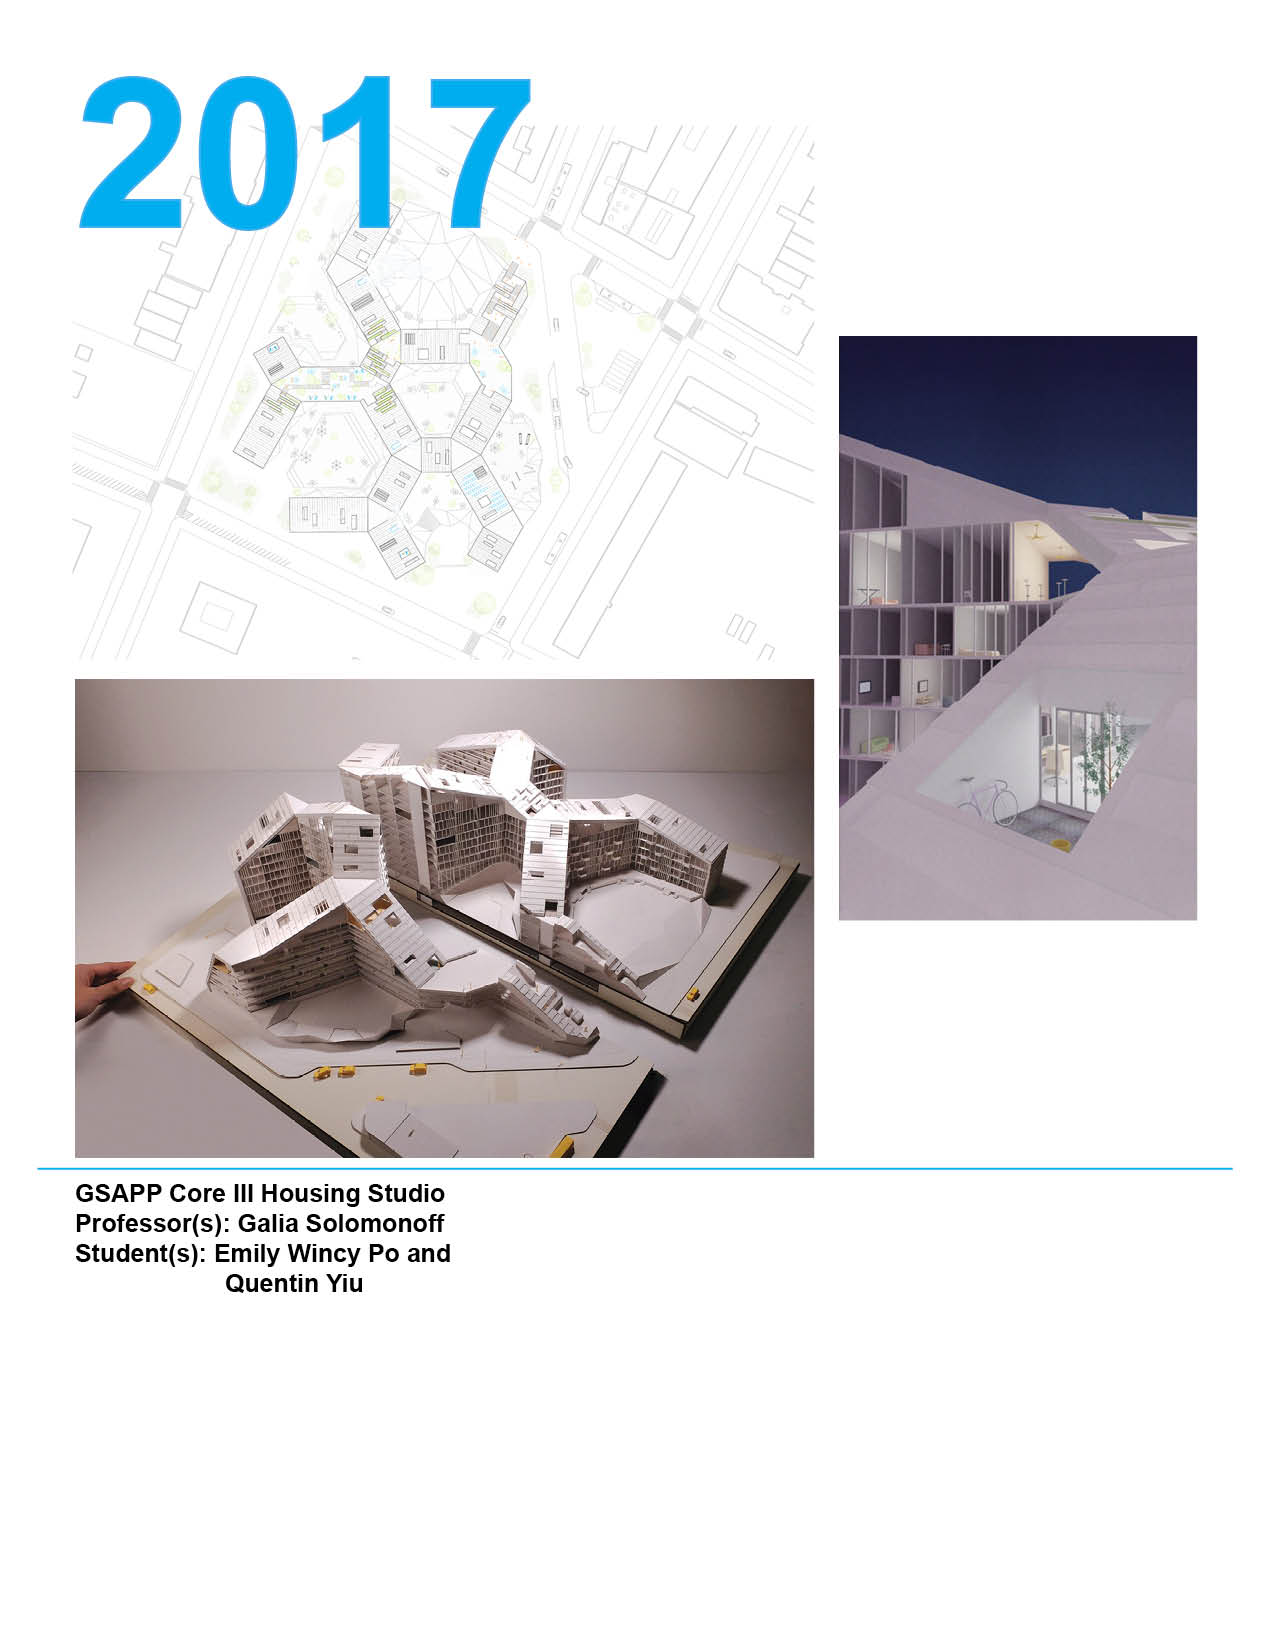 2017
GSAPP Core III Housing Studio
Professor(s): Galia Solomonoff
Student(s): Emily Wincy Po and
Quentin Yiu